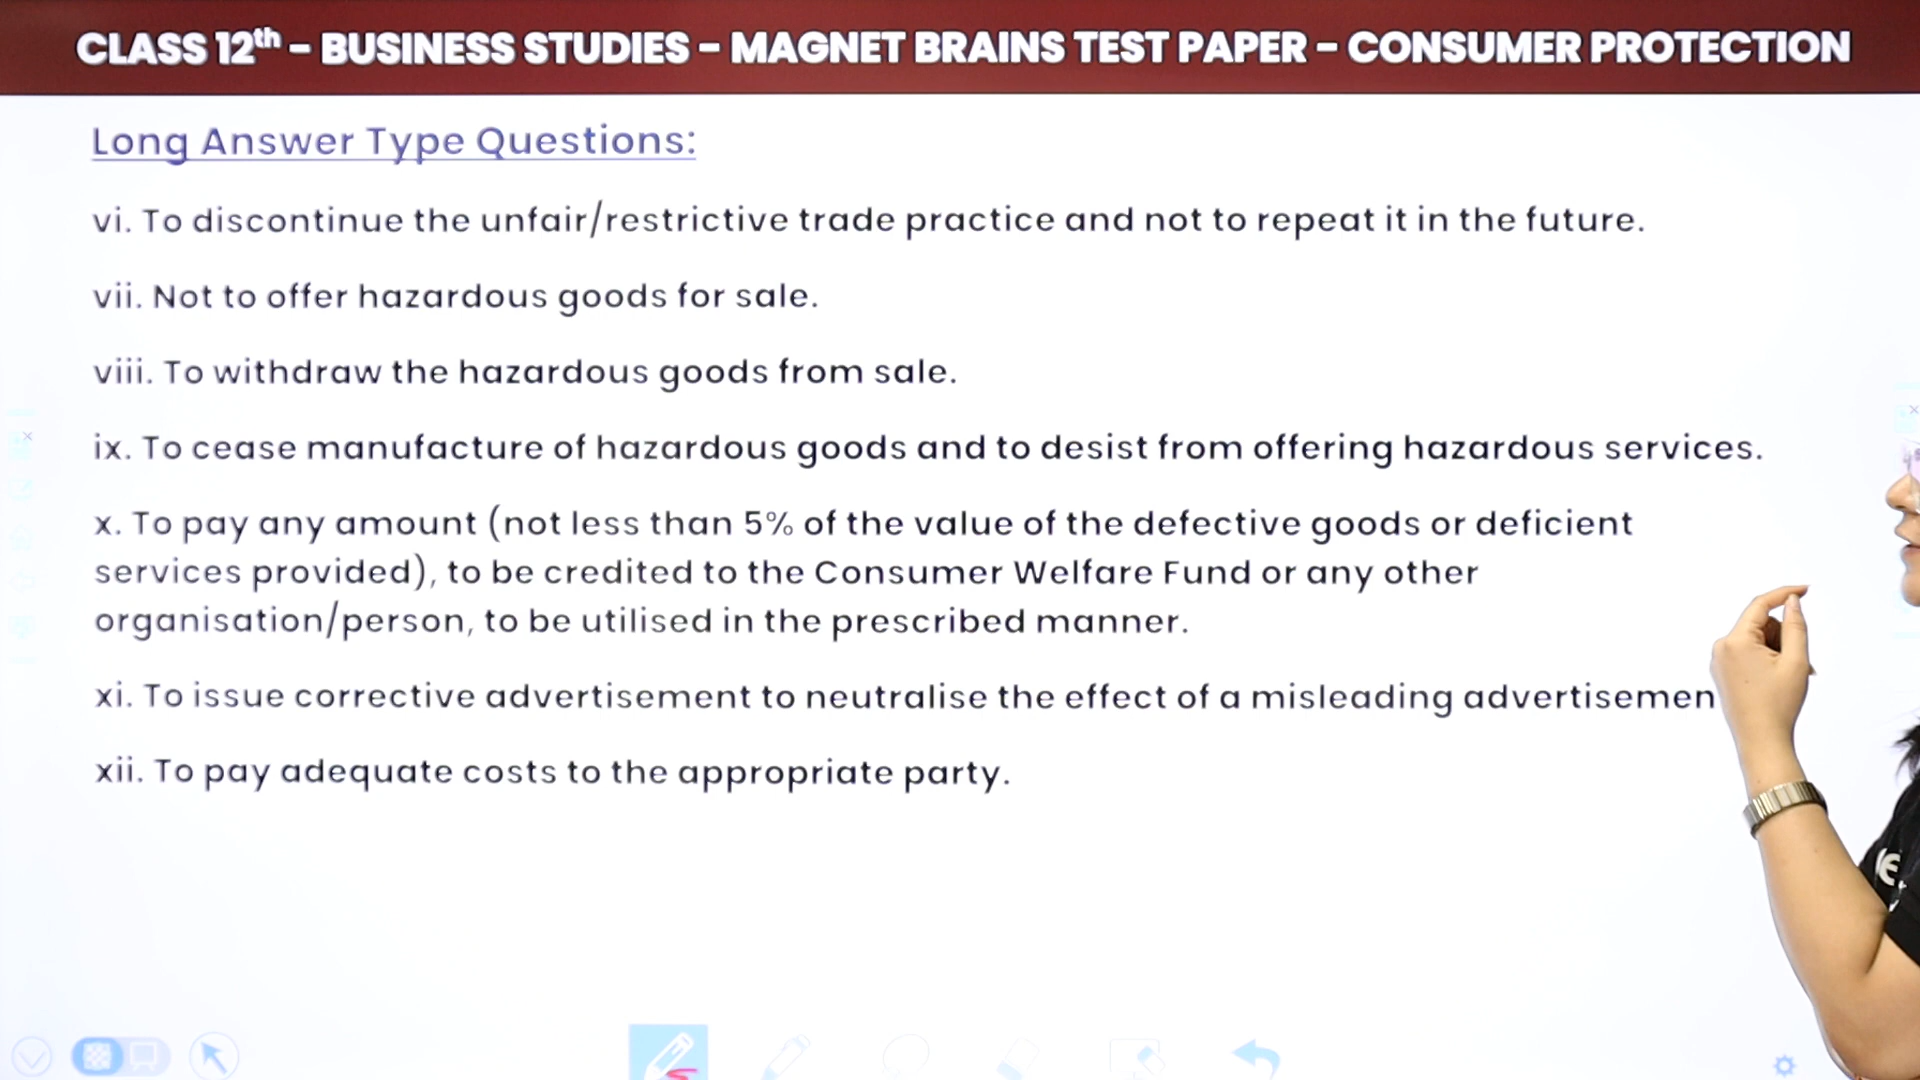 CLASS 12th – BUSINESS STUDIES – MAGNET BRAINS TEST PAPER – CONSUMER PROTECTION
Long Answer Type Questions:
vi. To discontinue the unfair/restrictive trade practice and not to repeat it in the future.
vii. Not to offer hazardous goods for sale.
viii. To withdraw the hazardous goods from sale.
ix. To cease manufacture of hazardous goods and to desist from offering hazardous services.
x. To pay any amount (not less than 5% of the value of the defective goods or deficient
services provided), to be credited to the Consumer Welfare Fund or any other
organisation/person, to be utilised in the prescribed manner.
xi. To issue corrective advertisement to neutralise the effect of a misleading advertisemen
xii. To pay adequate costs to the appropriate party.